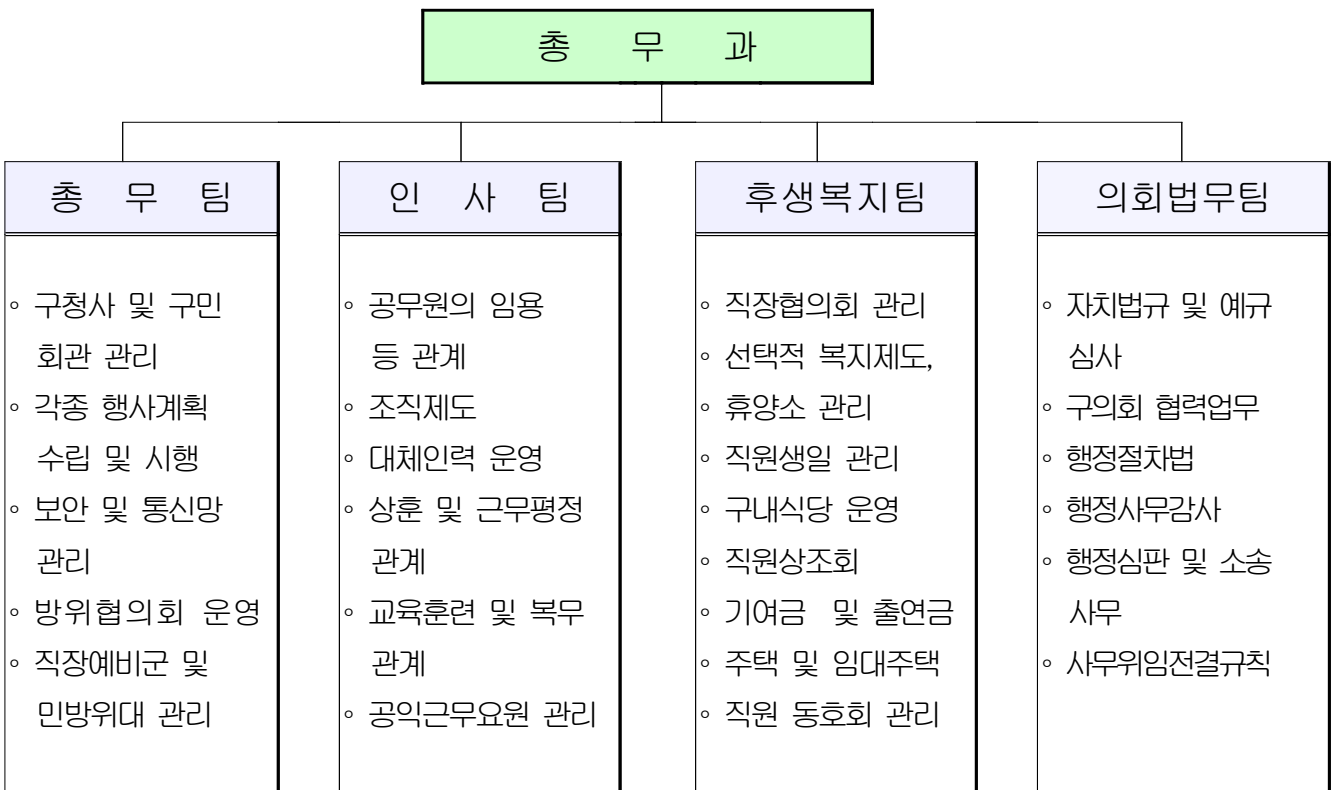 총 무 과
총 무 팀
◦ 구청사 및 구민
회관 관리
◦ 각종 행사계획
수립 및 시행
◦ 보안 및 통신망
관리
◦ 방위협의회 운영
◦ 직장예비군 및
민방위대 관리
인 사 팀
◦ 공무원의 임용
등 관계
◦ 조직제도
◦ 대체인력 운영
◦ 상훈 및 근무평정
관계
◦ 교육훈련 및 복무
관계
◦ 공익근무요원 관리
후생복지팀
◦ 직장협의회 관리
◦ 선택적 복지제도,
◦ 휴양소 관리
◦ 직원생일 관리
◦ 구내식당 운영
◦ 직원상조회
◦ 기여금 및 출연금
◦ 주택 및 임대주택
◦ 직원 동호회 관리
의회법무팀
◦ 자치법규 및 예규
심사
◦ 구의회 협력업무
◦ 행정절차법
◦ 행정사무감사
◦ 행정심판 및 소송
사무
◦ 사무위임전결규칙